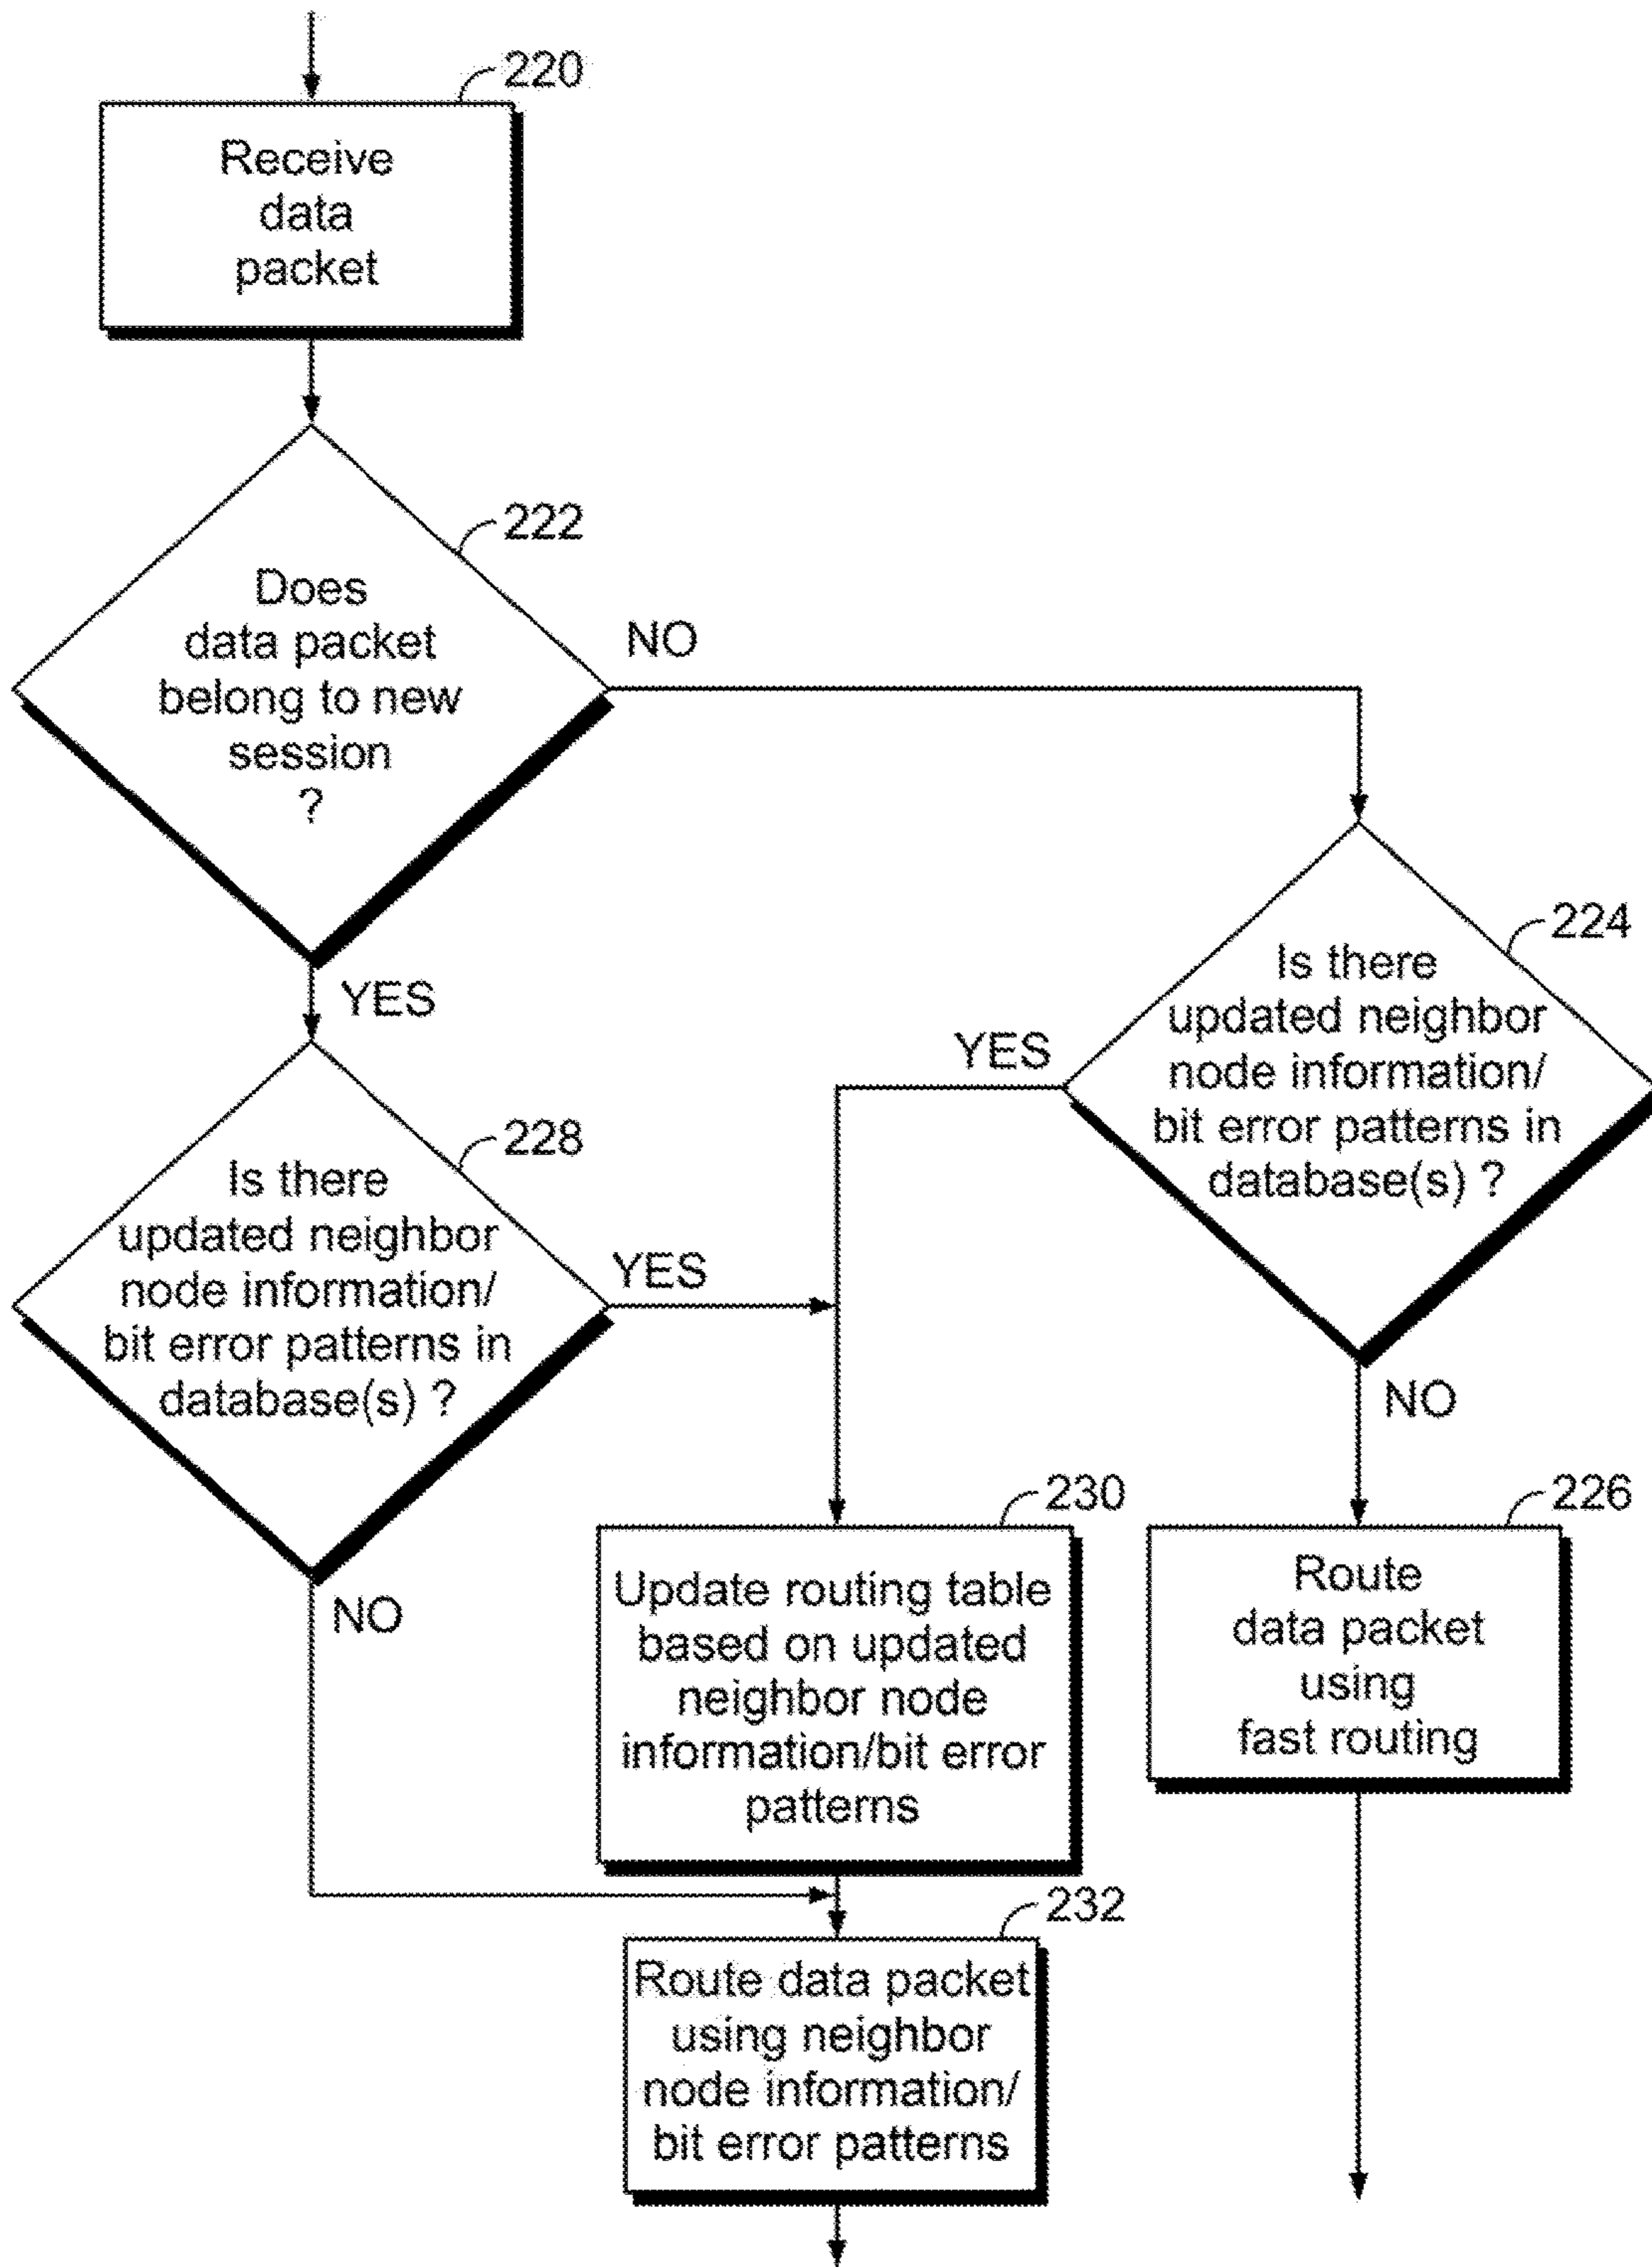 220
Receive
data
packet
222
Does
data packet
belong to new
session
?
NO
YES
224
Is there
updated neighbor
node information/
bit error patterns in
database(s) ?
YES
NO
228
Is there
updated neighbor
node information/
bit error patterns in
database(s) ?
YES
NO
230
Update routing table
based on updated
neighbor node
information/bit error
patterns
226
Route
data packet
using
fast routing
232
Route data packet
using neighbor
node information/
bit error patterns